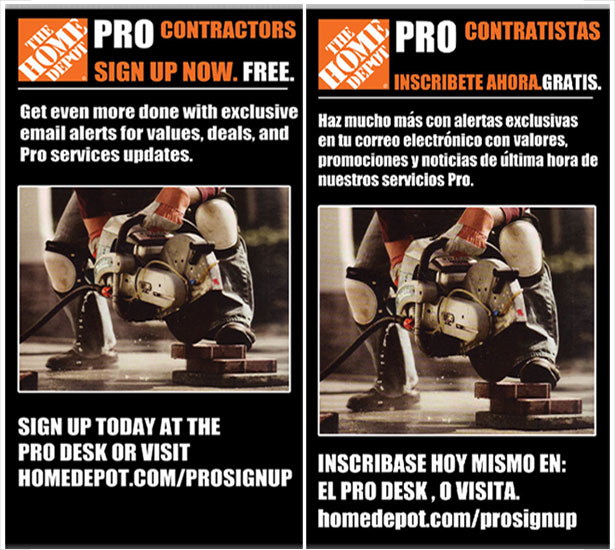 THE
HOME
DEPOT
PRO CONTRACTORS
SIGN UP NOW. FREE.
Get even more done with exclusive
email alerts for values, deals, and
Pro services updates.
SIGN UP TODAY AT THE
PRO DESK OR VISIT
HOMEDEPOT.COM/PROSIGNUP
THE
HOME
DEPOT
PRO CONTRATISTAS
INSCRIBETE AHORA.GRATIS.
Haz mucho más con alertas exclusivas
en tu correo electrónico con valores,
promociones y noticias de última hora de
nuestros servicios Pro.
INSCRIBASE HOY MISMO EN:
EL PRO DESK , O VISITA.
homedepot.com/prosignup